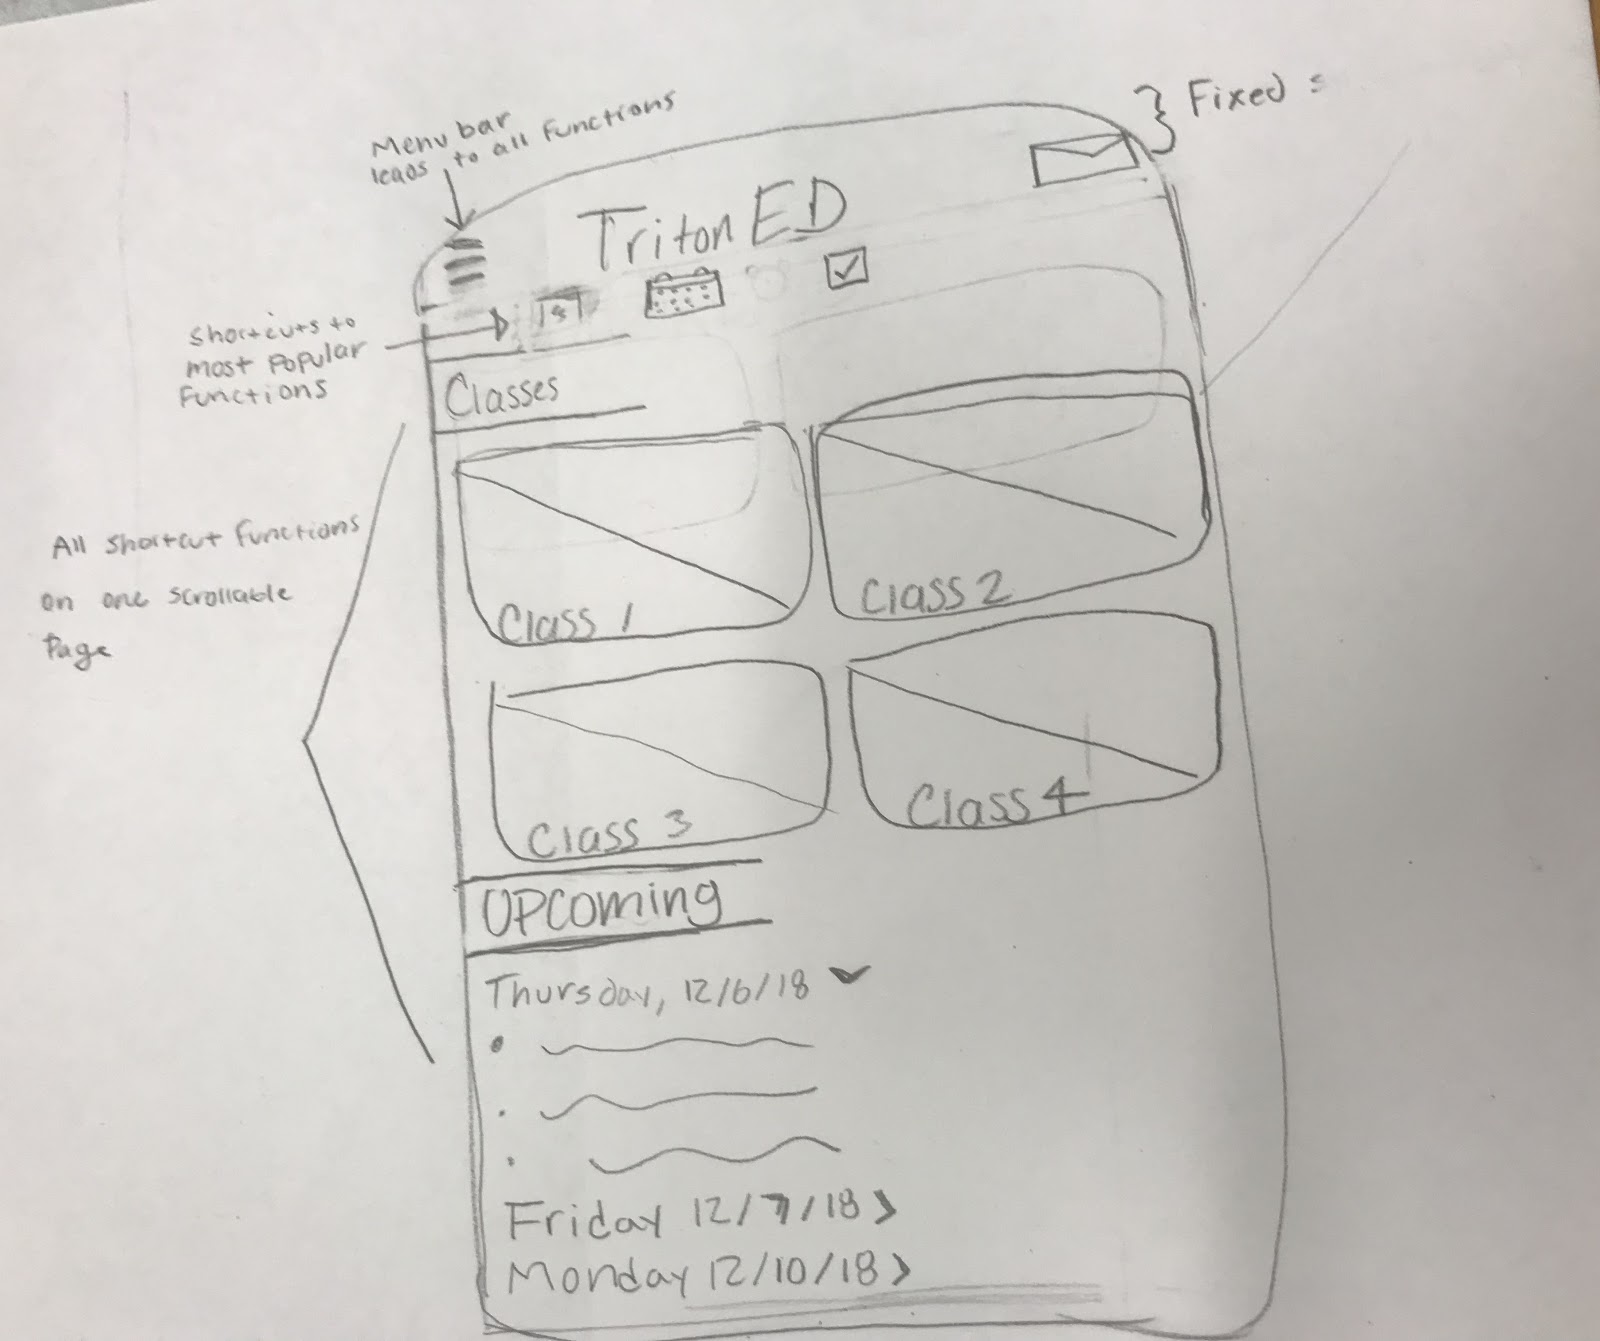 Menu bar
leads to all functions
} Fixed
Triton ED
Shortcuts to
most popular
functions
Classes
Class 1
Class 2
All shortcut functions
on one scrollable
Page
Class 3
Class 4
UPcoming
Thursday, 12/6/18
Friday 12/7/18 >
Monday 12/10/18 >